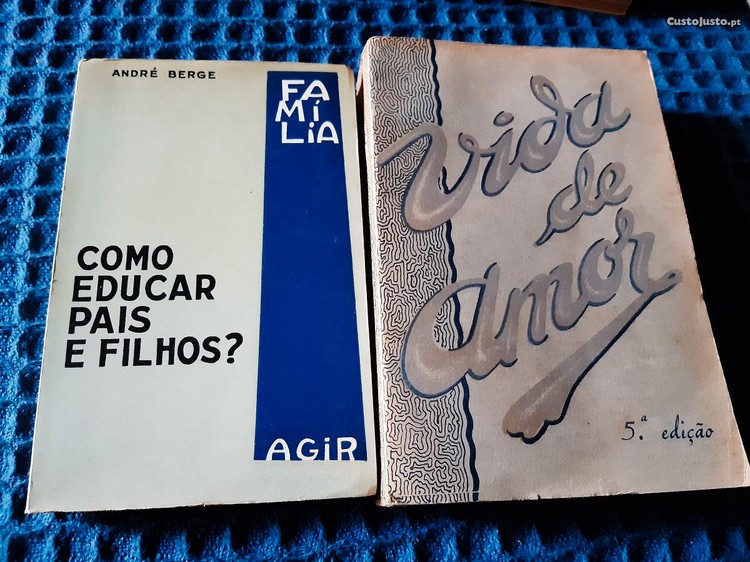 CustoJusto.pt
ANDRÉ BERGE
FA
MÍ
LiA
COMO
EDUCAR
PAIS
E FILHOS?
AGiR
Vida
de
Amor
5.ª edição